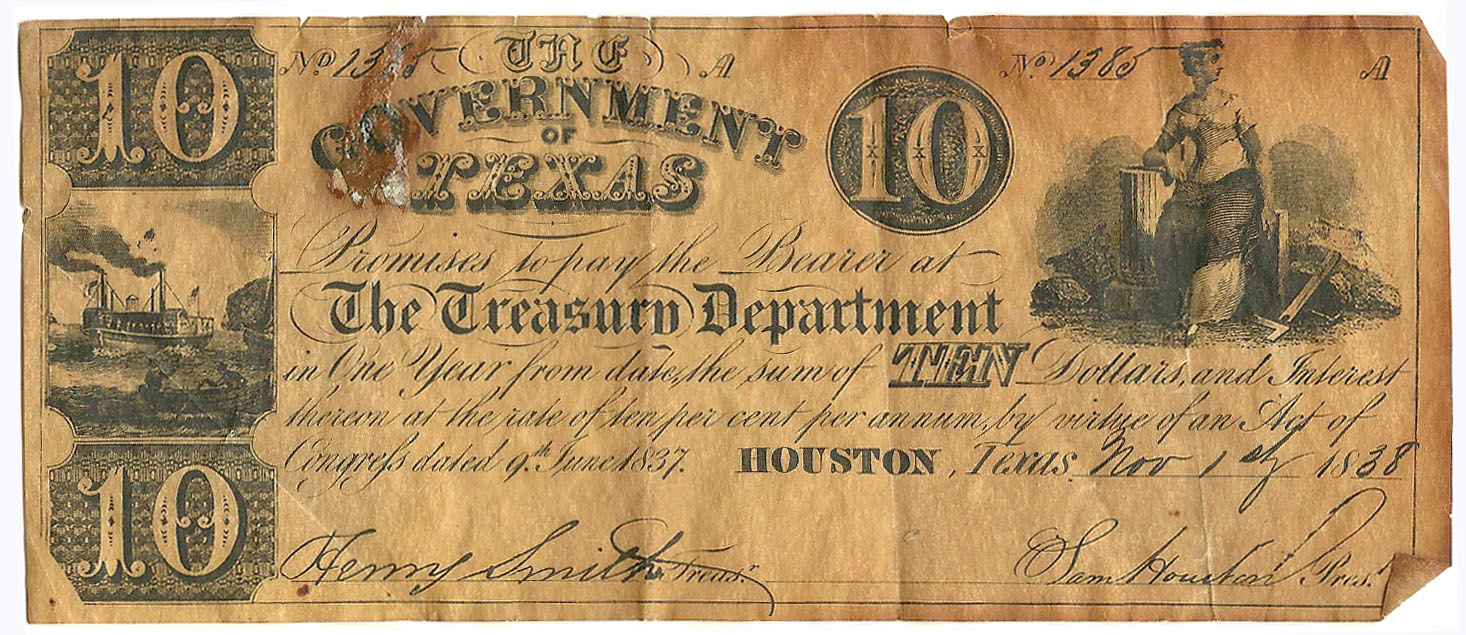 10
No 1385 THE A No 1385 A
GOVERNMENT
OF
TEXAS
10
Promises to pay the Bearer at
The Treasury Department
in One Year from date, the sum of TEN Dollars, and Interest
thereon at the rate of ten per cent per annum, by virtue of an Act of
Congreſs dated 9th June 1837. HOUSTON, Texas, Nov 1st 1838
10
Henry Smith Treasr. Sam Houston Prest.